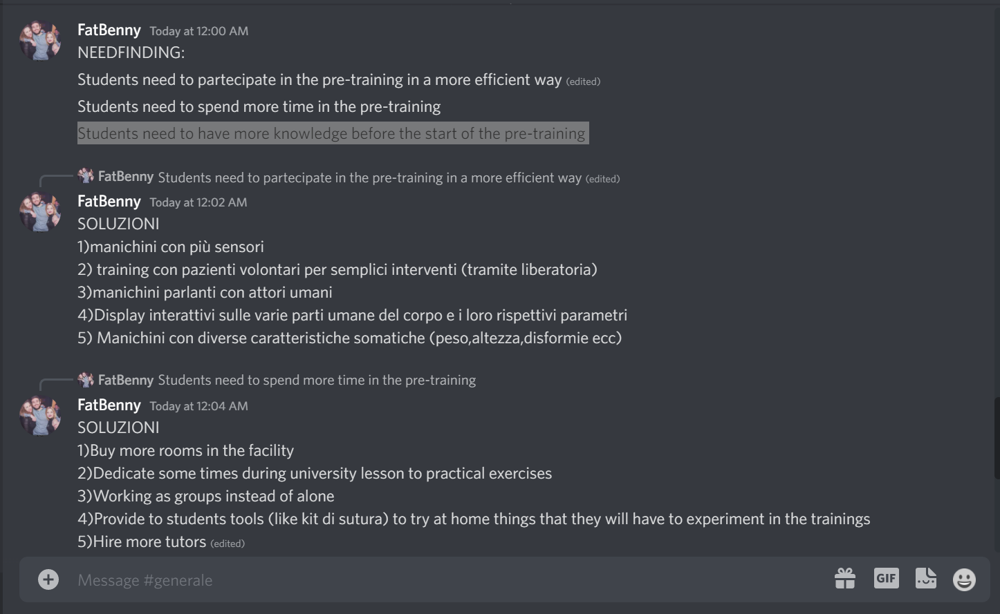 FatBenny Today at 12:00 AM
NEEDFINDING:
Students need to partecipate in the pre-training in a more efficient way (edited)
Students need to spend more time in the pre-training
Students need to have more knowledge before the start of the pre-training
FatBenny Students need to partecipate in the pre-training in a more efficient way (edited)
FatBenny Today at 12:02 AM
SOLUZIONI
1)manichini con più sensori
2) training con pazienti volontari per semplici interventi (tramite liberatoria)
3)manichini parlanti con attori umani
4)Display interattivi sulle varie parti umane del corpo e i loro rispettivi parametri
5) Manichini con diverse caratteristiche somatiche (peso,altezza,disformie ecc)
FatBenny Students need to spend more time in the pre-training
FatBenny Today at 12:04 AM
SOLUZIONI
1)Buy more rooms in the facility
2)Dedicate some times during university lesson to practical exercises
3)Working as groups instead of alone
4)Provide to students tools (like kit di sutura) to try at home things that they will have to experiment in the trainings
5)Hire more tutors (edited)
Message #generale
GIF